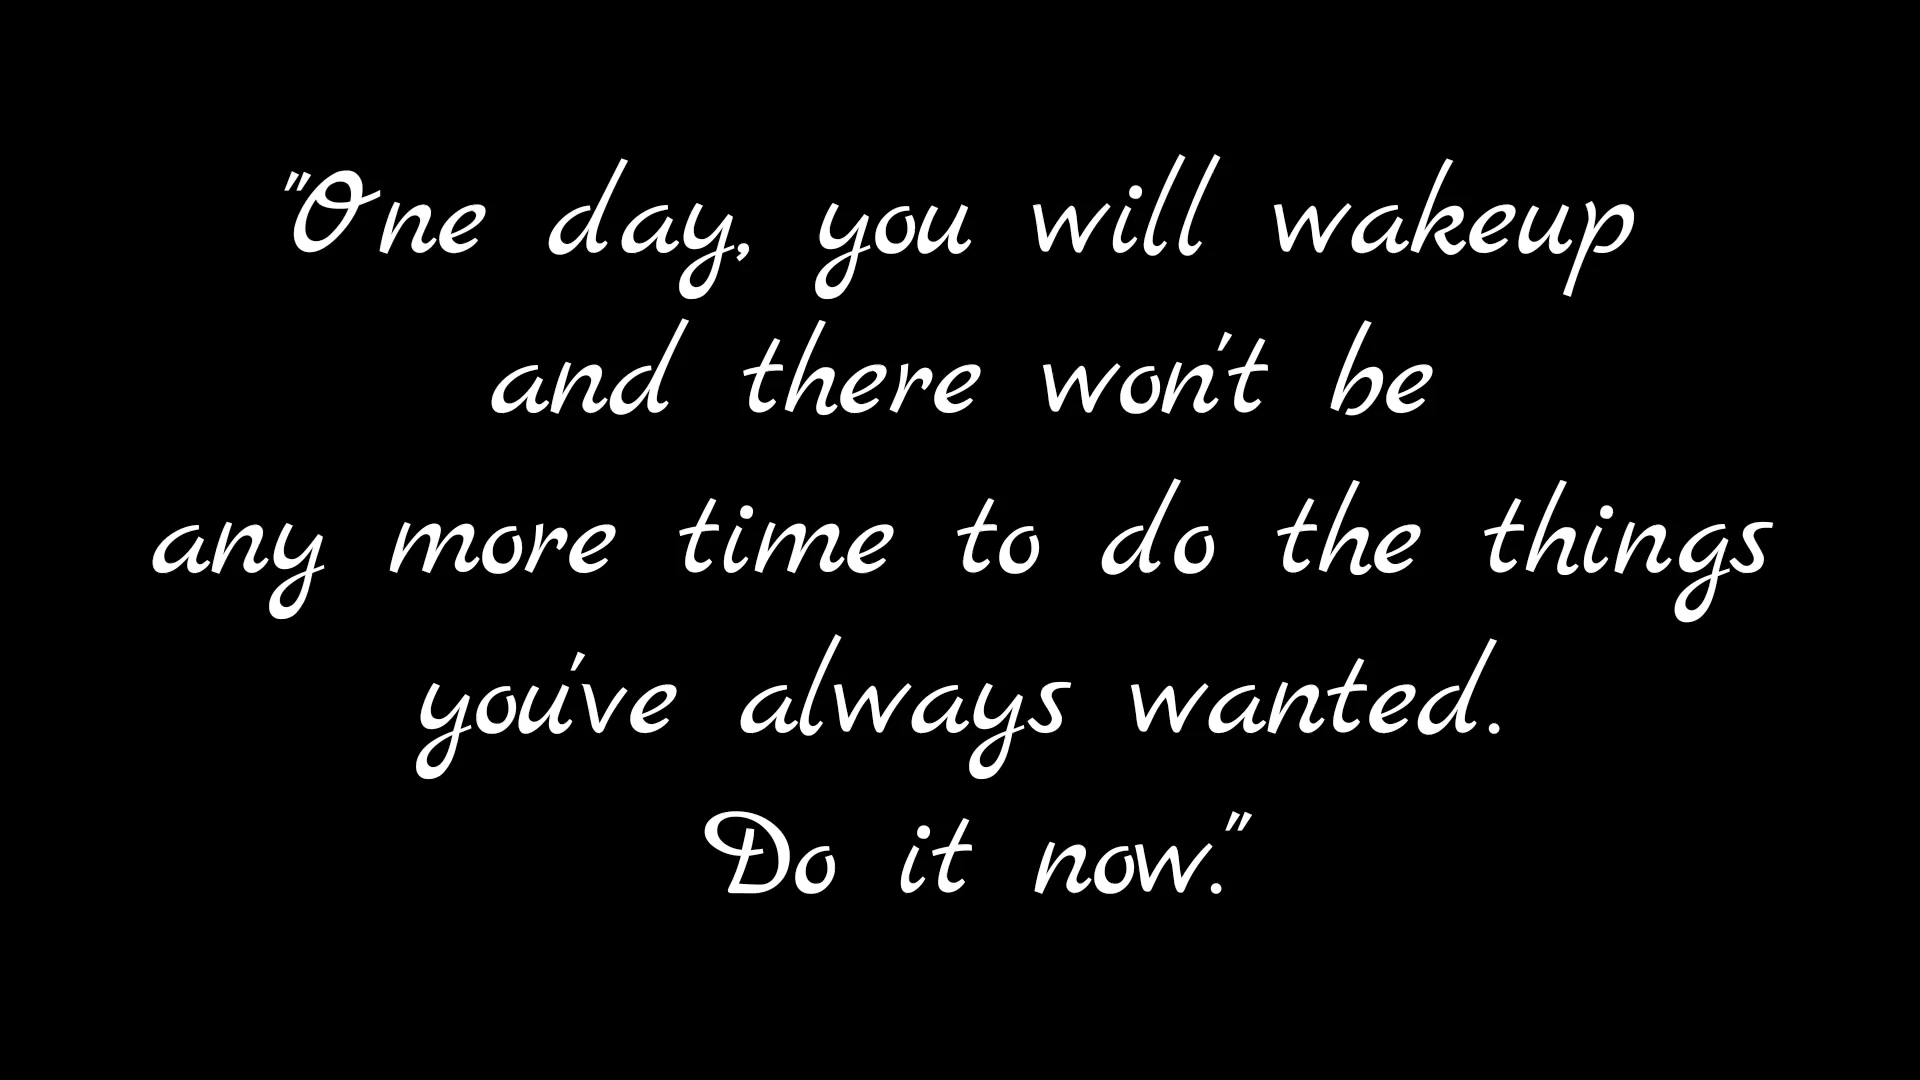 "One day, you will wakeup
and there won't be
any more time to do the things
you've always wanted.
Do it now."